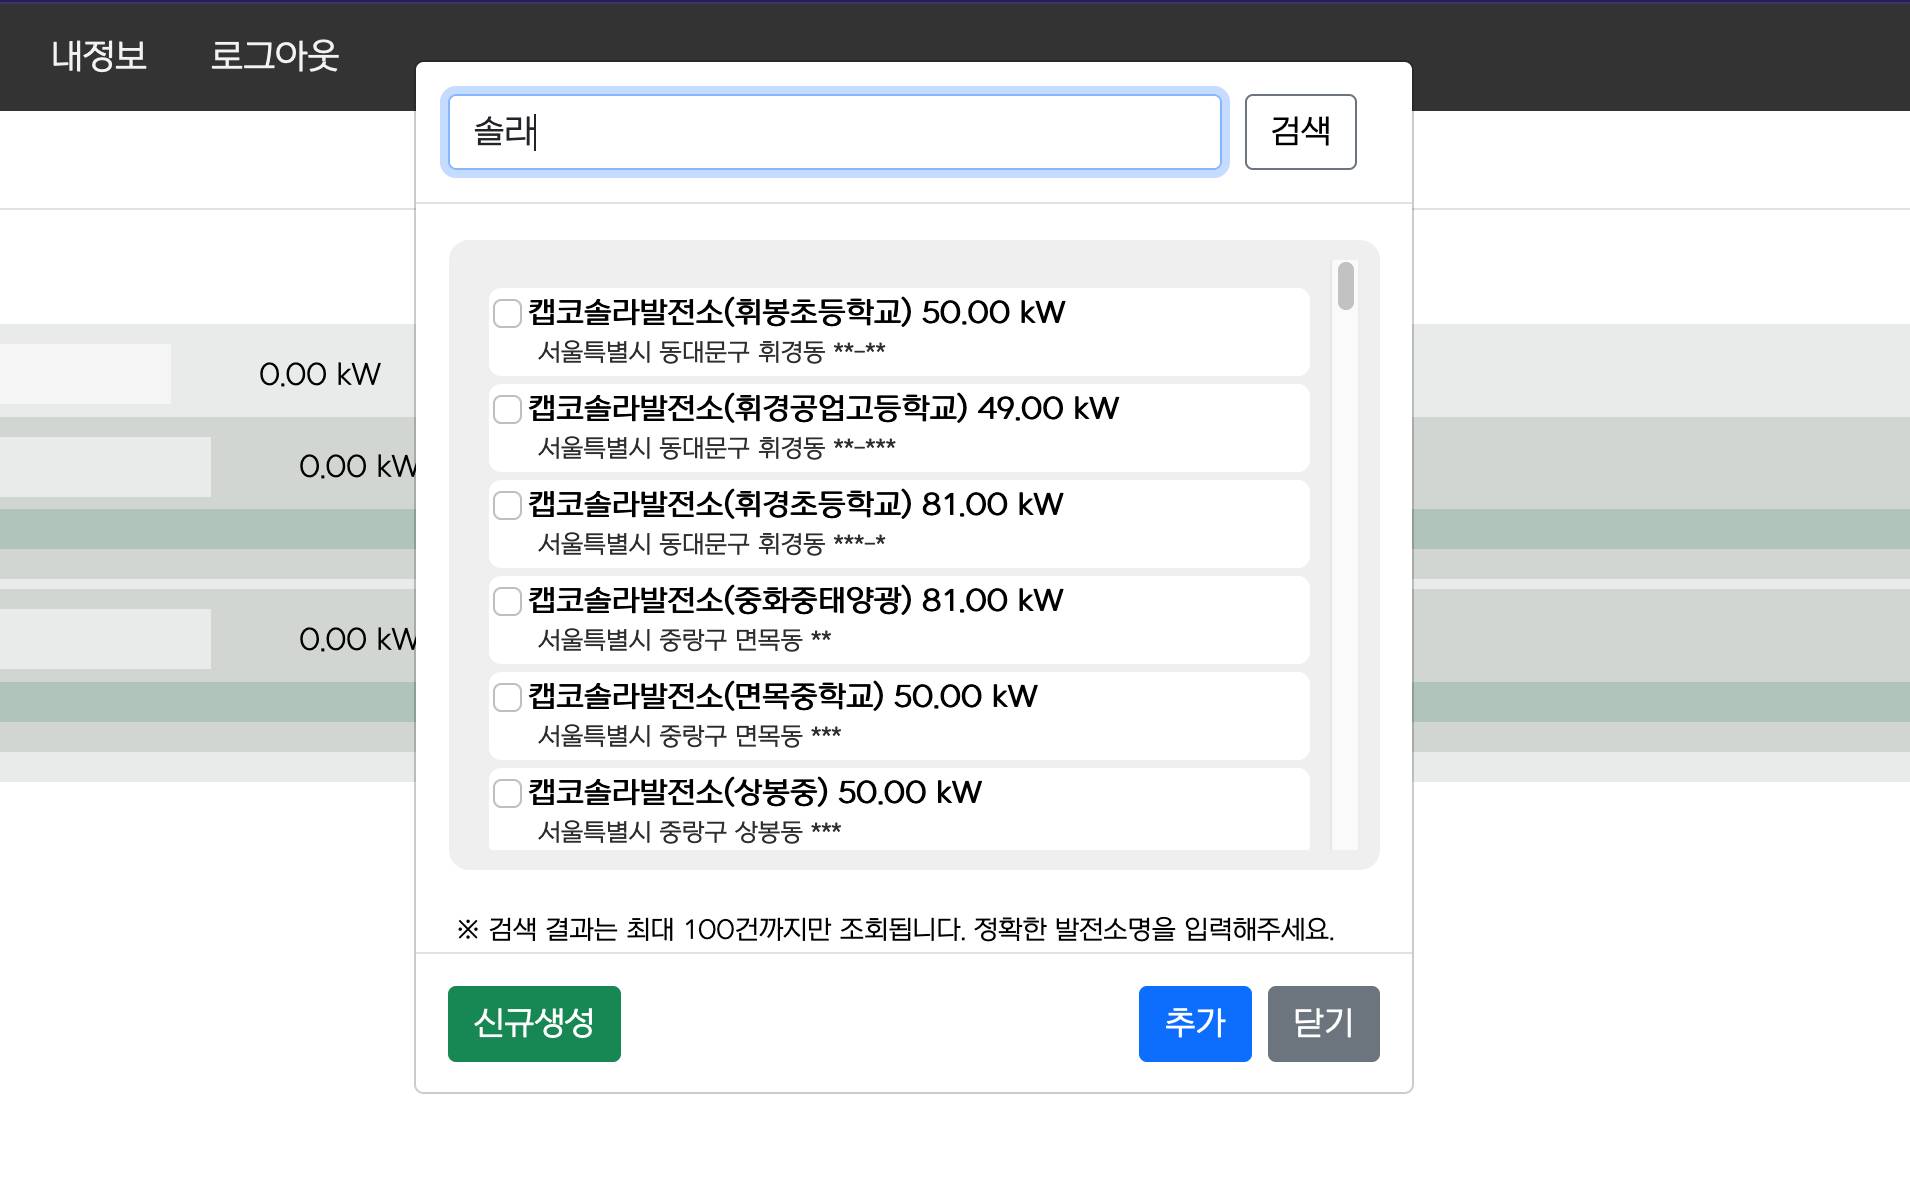 내정보 로그아웃
솔래 검색
0.00 kW
0.00 kW
0.00 kW
캡코솔라발전소(휘봉초등학교) 50.00 kW
서울특별시 동대문구 휘경동 **-**
캡코솔라발전소(휘경공업고등학교) 49.00 kW
서울특별시 동대문구 휘경동 **-***
캡코솔라발전소(휘경초등학교) 81.00 kW
서울특별시 동대문구 휘경동 ***-*
캡코솔라발전소(중화중태양광) 81.00 kW
서울특별시 중랑구 면목동 **
캡코솔라발전소(면목중학교) 50.00 kW
서울특별시 중랑구 면목동 ***
캡코솔라발전소(상봉중) 50.00 kW
서울특별시 중랑구 상봉동 ***
※ 검색 결과는 최대 100건까지만 조회됩니다. 정확한 발전소명을 입력해주세요.
신규생성 추가 닫기